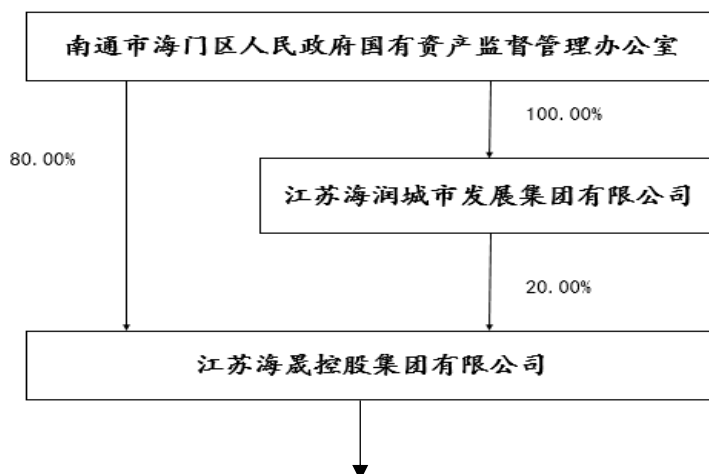 南通市海门区人民政府国有资产监督管理办公室
100.00%
80.00%
江苏海润城市发展集团有限公司
20.00%
江苏海晟控股集团有限公司